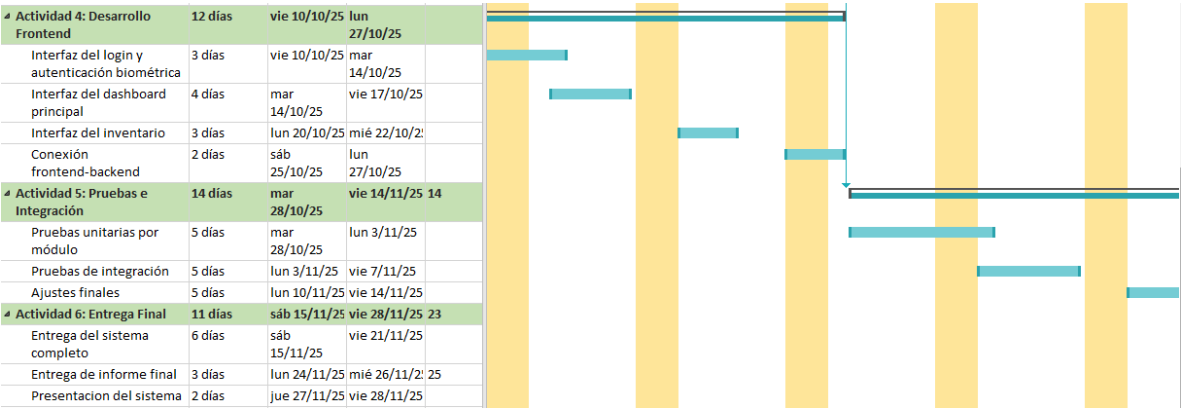 Actividad 4: Desarrollo 12 días vie 10/10/25 lun
Frontend 27/10/25
Interfaz del login y 3 días vie 10/10/25 mar
autenticación biométrica 14/10/25
Interfaz del dashboard 4 días mar vie 17/10/25
principal 14/10/25
Interfaz del inventario 3 días lun 20/10/25 mié 22/10/2
Conexión 2 días sáb lun
frontend-backend 25/10/25 27/10/25
Actividad 5: Pruebas e 14 días mar vie 14/11/25 14
Integración 28/10/25
Pruebas unitarias por 5 días mar lun 3/11/25
módulo 28/10/25
Pruebas de integración 5 días lun 3/11/25 vie 7/11/25
Ajustes finales 5 días lun 10/11/25 vie 14/11/25
Actividad 6: Entrega Final 11 días sáb 15/11/25 vie 28/11/25 23
Entrega del sistema 6 días sáb vie 21/11/25
completo 15/11/25
Entrega de informe final 3 días lun 24/11/25 mié 26/11/2 25
Presentacion del sistema 2 días jue 27/11/25 vie 28/11/25